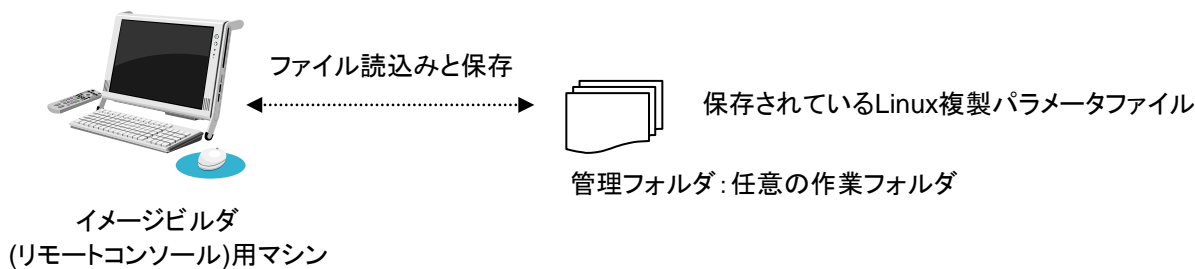 ファイル読込みと保存
保存されているLinux複製パラメータファイル
管理フォルダ:任意の作業フォルダ
イメージビルダ
(リモートコンソール)用マシン